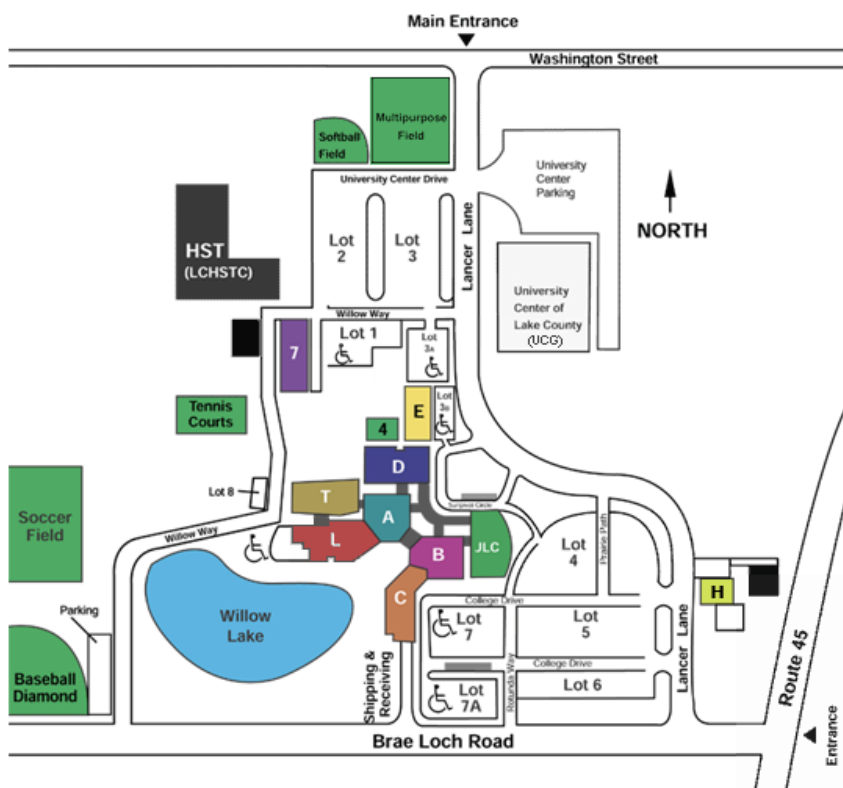 Main Entrance
Washington Street
Multipurpose
Field
Softball
Field
University
Center
Parking
University Center Drive
NORTH
Lancer Lane
HST
(LCHSTC)
Lot
2
Lot
3
University
Center of
Lake County
(UCG)
Willow Way
Lot 1
Lot
3A
7
Lot
3B
E
Tennis
Courts
4
D
Lot 8
T
A
Soccer
Field
Willow Way
L
B
JLC
Lot
4
Prairie Path
C
H
College Drive
Parking
Willow
Lake
Lot
7
Lot
5
Lancer Lane
Route 45
Baseball
Diamond
Shipping &
Receiving
College Drive
Rotunda Way
Lot
7A
Lot 6
Brae Loch Road
Entrance